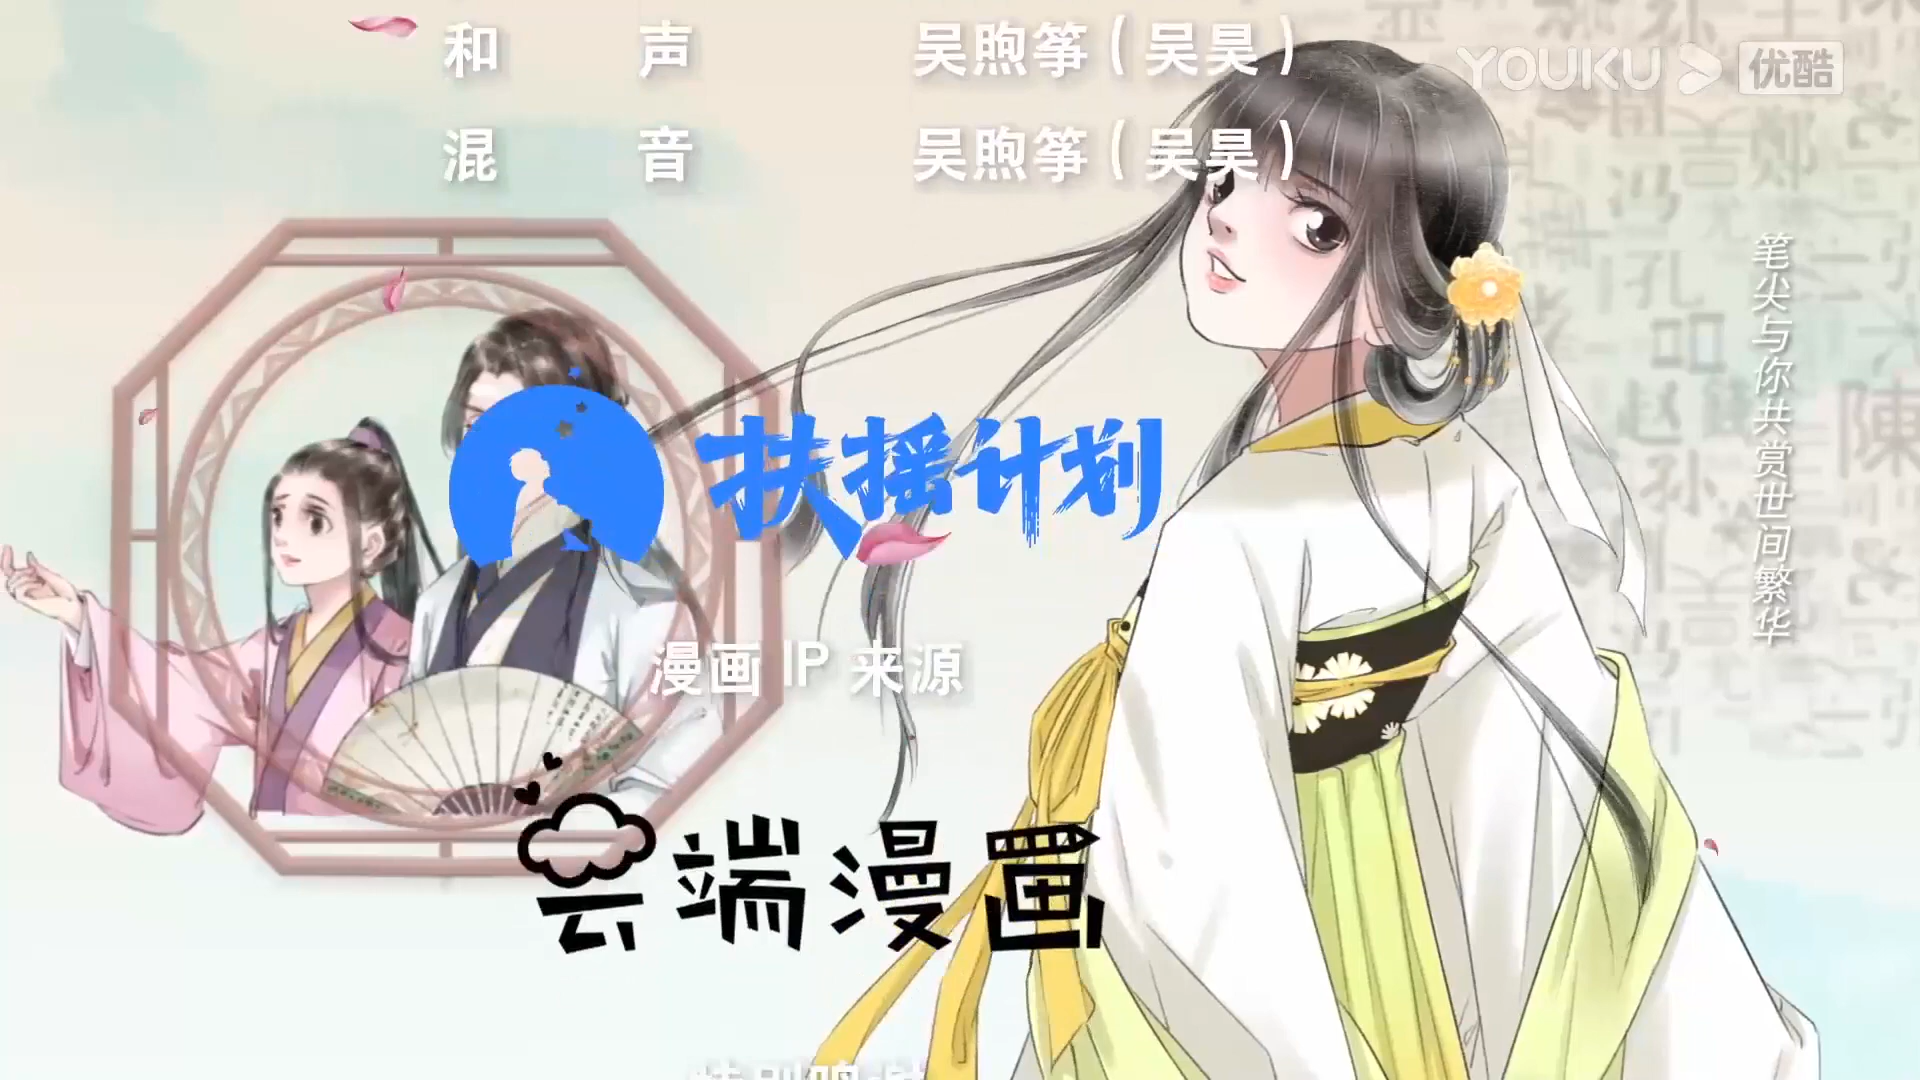 和 声 吴煦筝（吴昊）
混 音 吴煦筝（吴昊）
YOUKU 优酷
笔尖与你共赏世间繁华
扶摇计划
漫画 IP 来源
云端漫画